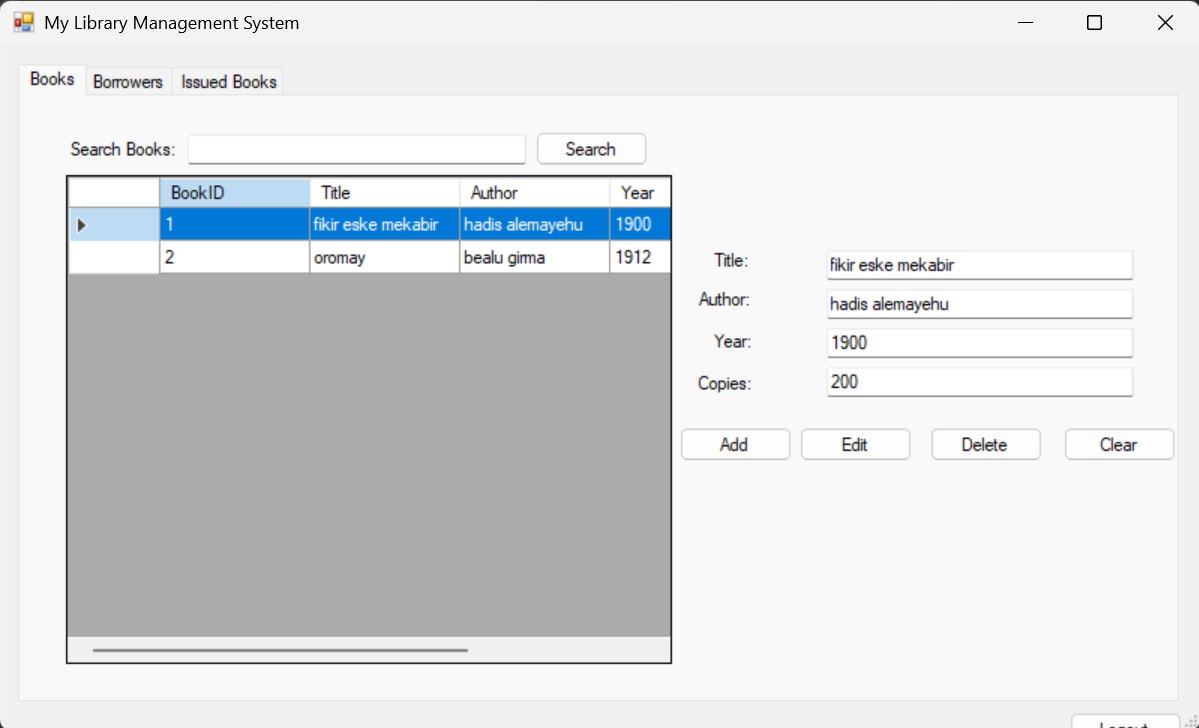 My Library Management System
Books Borrowers Issued Books
Search Books: Search
BookID Title Author Year
1 fikir eske mekabir hadis alemayehu 1900
2 oromay bealu girma 1912
Title: fikir eske mekabir
Author: hadis alemayehu
Year: 1900
Copies: 200
Add Edit Delete Clear